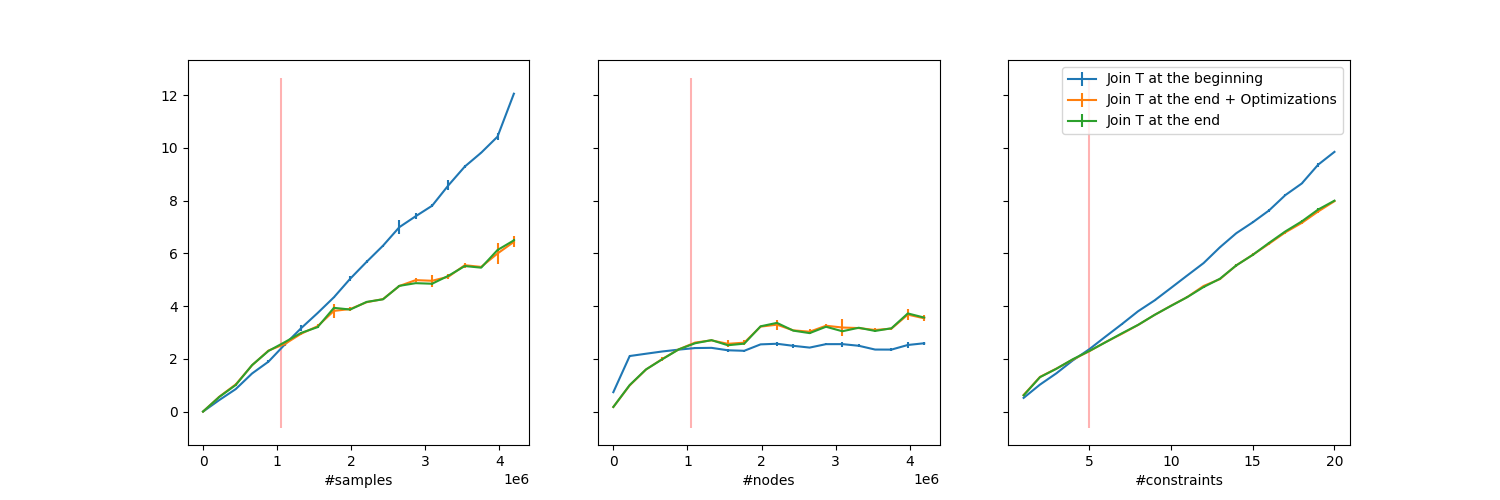 12
10
8
6
4
2
0
0 1 2 3 4
1e6
#samples
0 1 2 3 4
1e6
#nodes
Join T at the beginning
Join T at the end + Optimizations
Join T at the end
5 10 15 20
#constraints